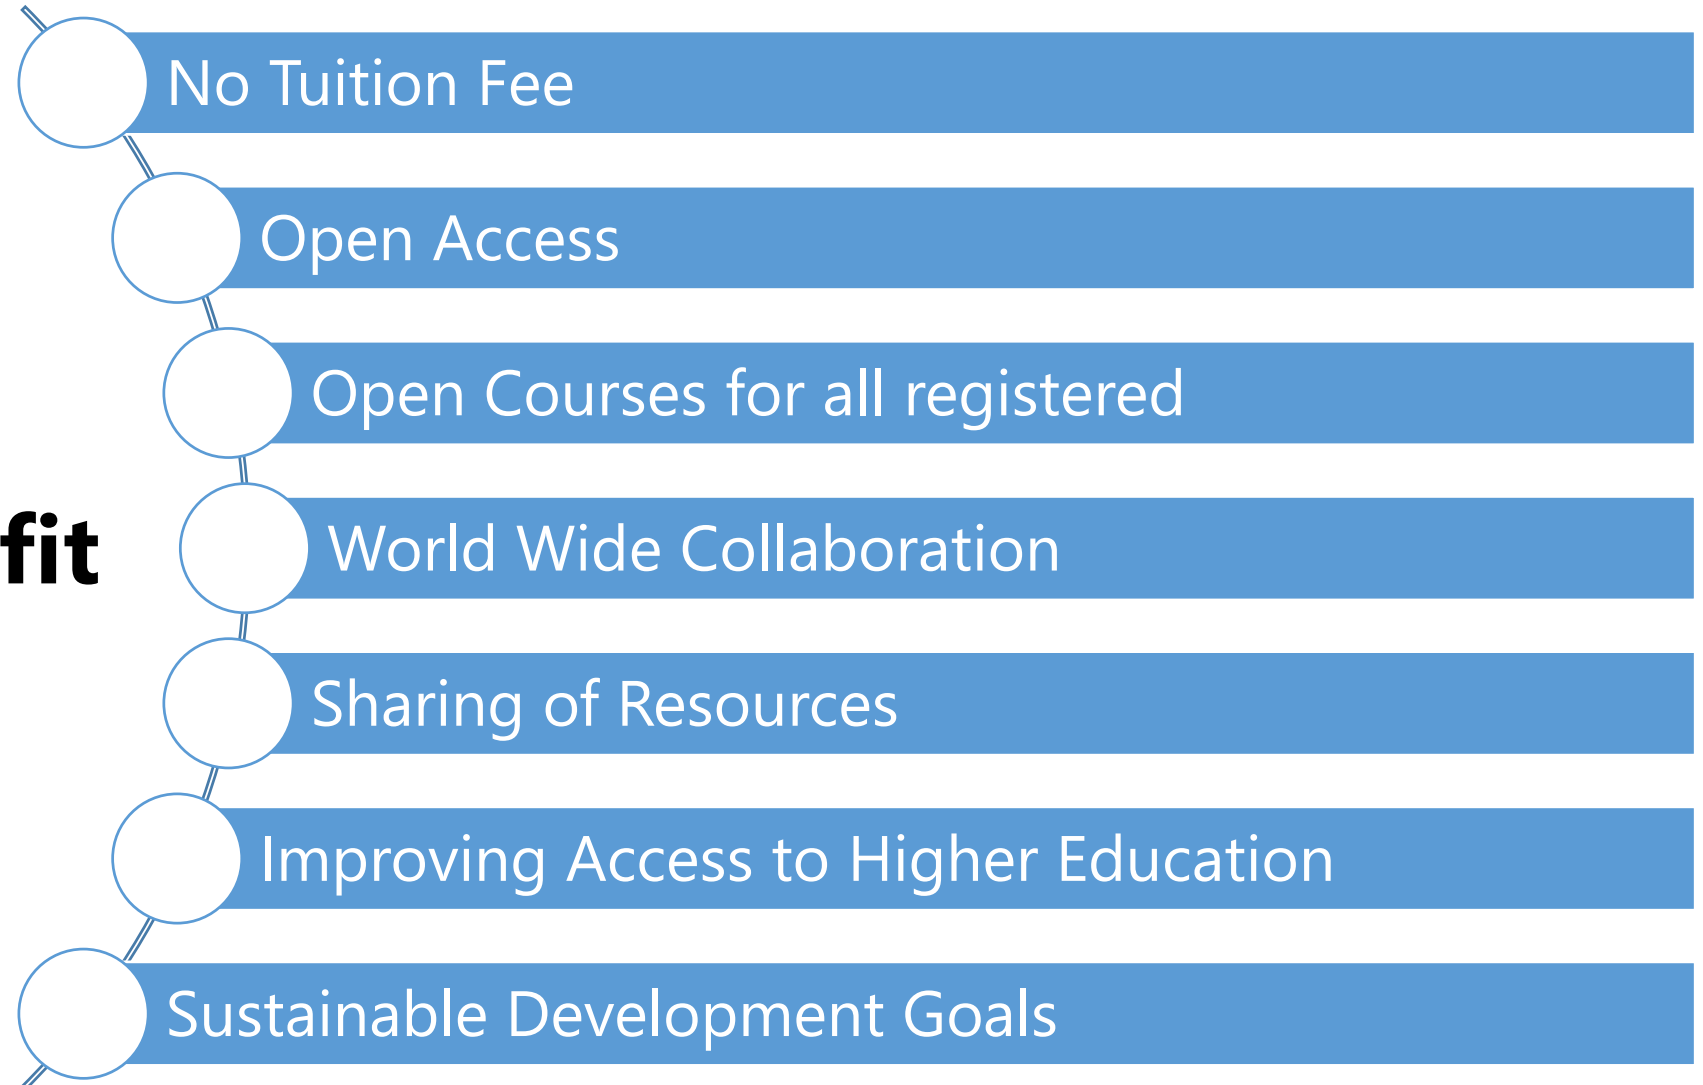 No Tuition Fee
Open Access
Open Courses for all registered
fit
World Wide Collaboration
Sharing of Resources
Improving Access to Higher Education
Sustainable Development Goals